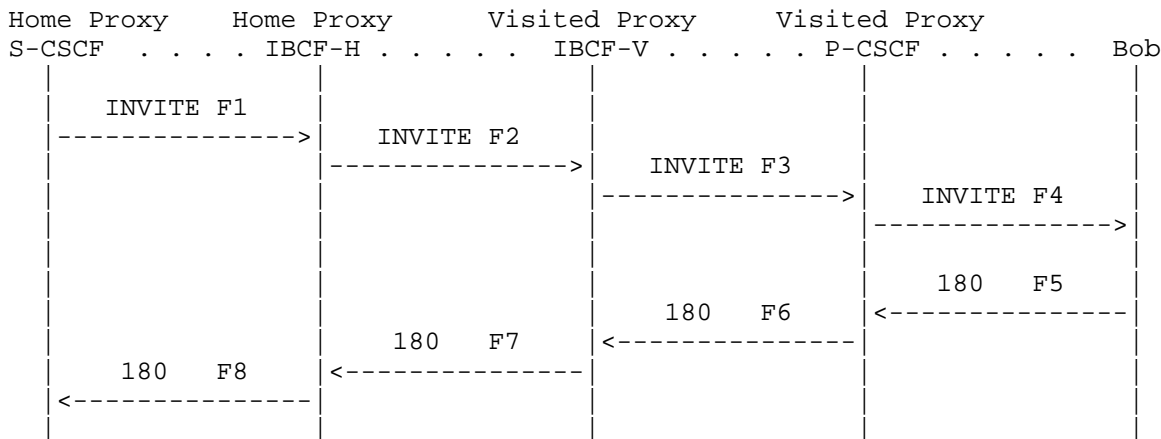 Home Proxy Home Proxy Visited Proxy Visited Proxy
S-CSCF . . . . IBCF-H . . . . . IBCF-V . . . . . P-CSCF . . . . . Bob
INVITE F1
INVITE F2
INVITE F3
INVITE F4
180 F5
180 F6
180 F7
180 F8